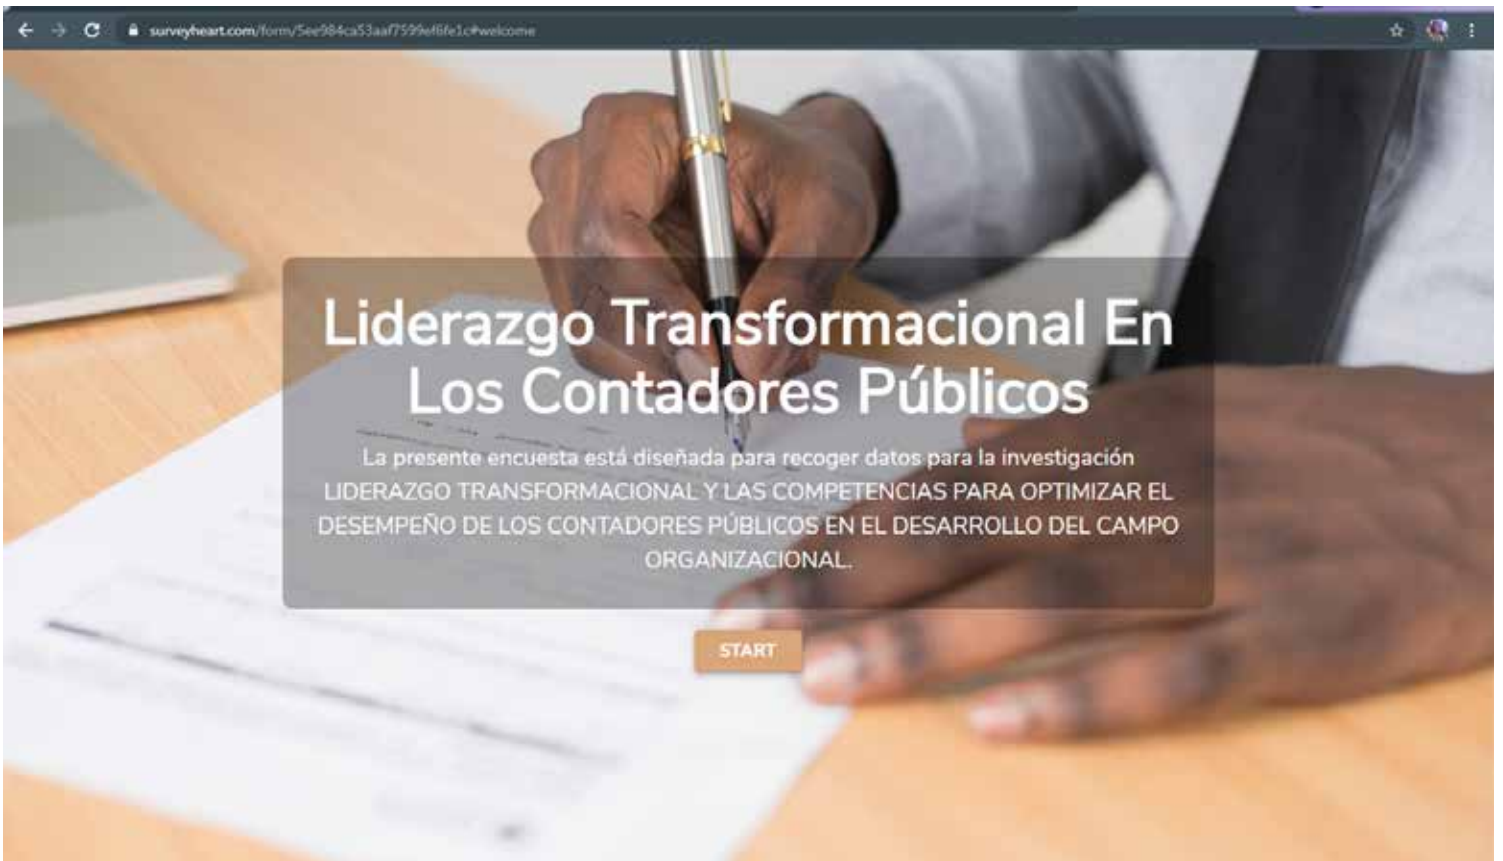 surveyheart.com/form/5ee984ca53aaf7599ef6fe1c#welcome
Liderazgo Transformacional En
Los Contadores Públicos
La presente encuesta está diseñada para recoger datos para la investigación
LIDERAZGO TRANSFORMACIONAL Y LAS COMPETENCIAS PARA OPTIMIZAR EL
DESEMPEÑO DE LOS CONTADORES PÚBLICOS EN EL DESARROLLO DEL CAMPO
ORGANIZACIONAL.
START